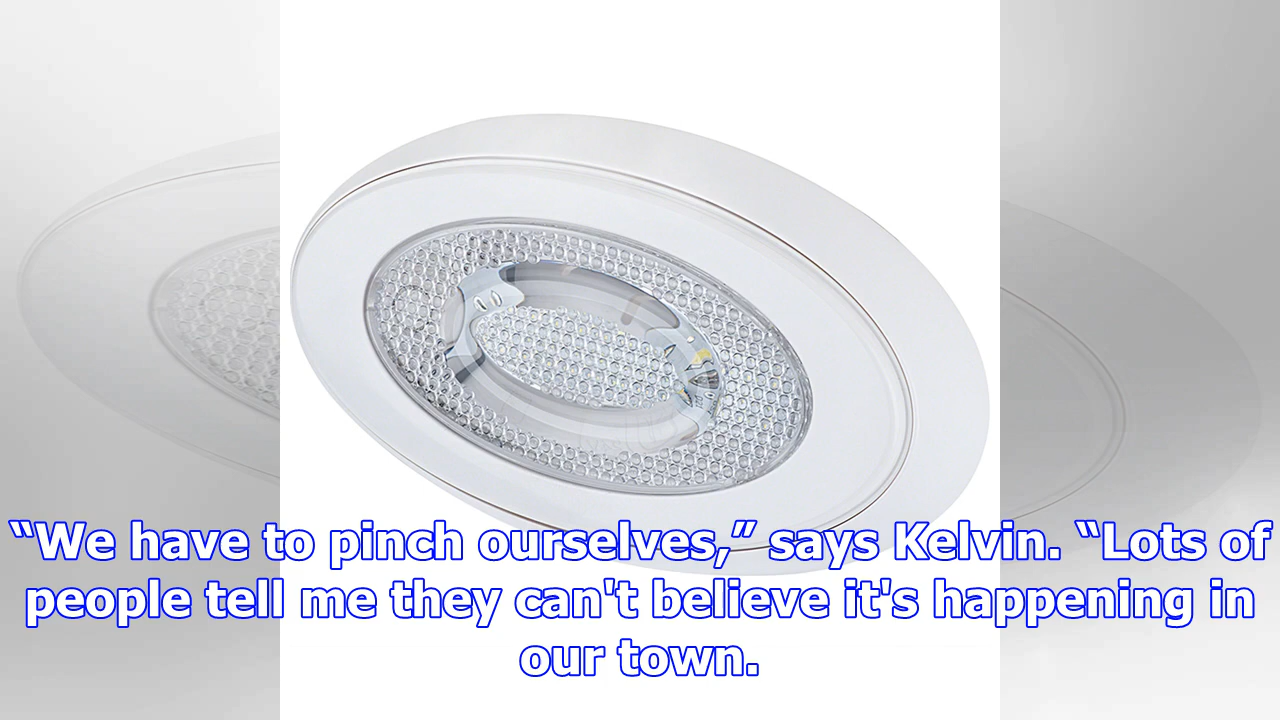 “We have to pinch ourselves,” says Kelvin. “Lots of
people tell me they can't believe it's happening in
our town.